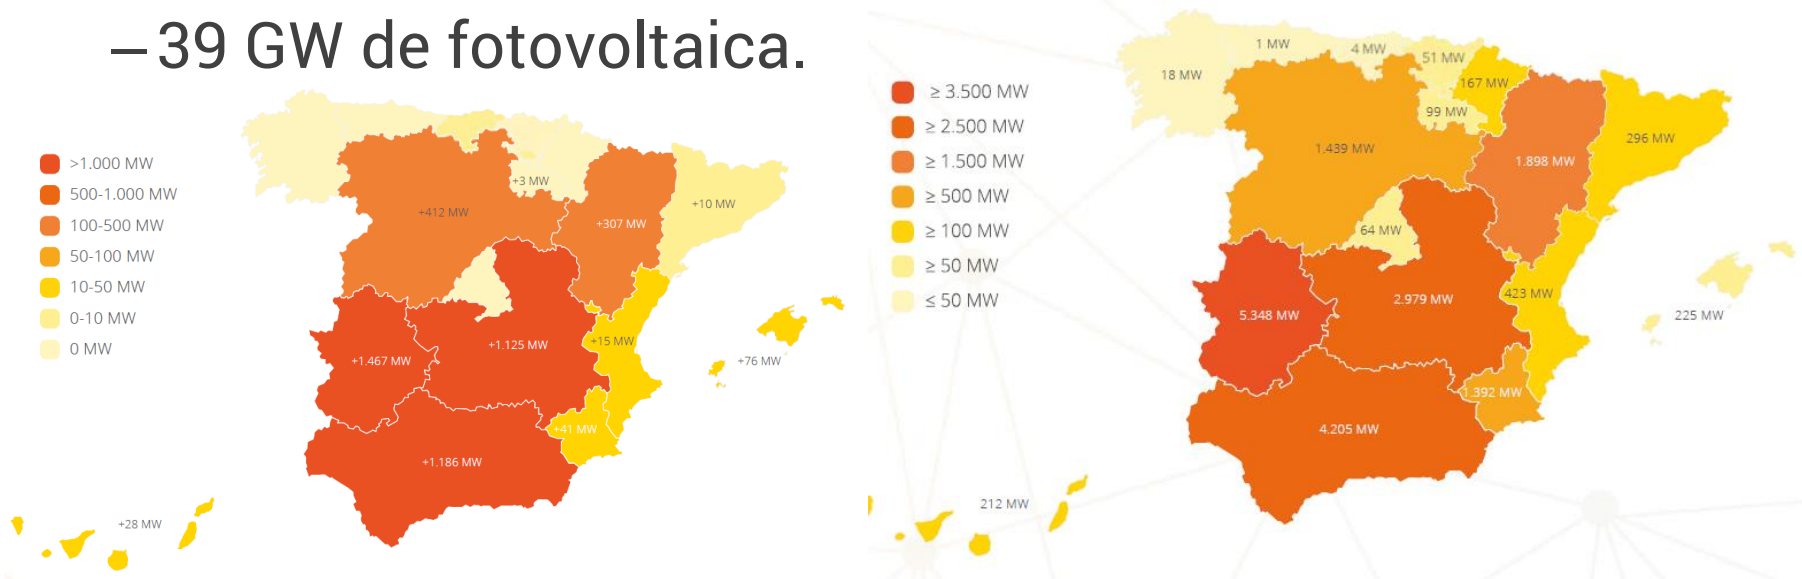 – 39 GW de fotovoltaica.
>1.000 MW
500-1.000 MW
100-500 MW
50-100 MW
10-50 MW
0-10 MW
0 MW
+3 MW
+412 MW
+307 MW
+10 MW
+1.467 MW
+1.125 MW
+15 MW
+76 MW
+41 MW
+1.186 MW
+28 MW
≥ 3.500 MW
≥ 2.500 MW
≥ 1.500 MW
≥ 500 MW
≥ 100 MW
≥ 50 MW
≤ 50 MW
18 MW
1 MW
4 MW
51 MW
167 MW
99 MW
296 MW
1.439 MW
1.898 MW
64 MW
5.348 MW
2.979 MW
423 MW
225 MW
1.392 MW
4.205 MW
212 MW